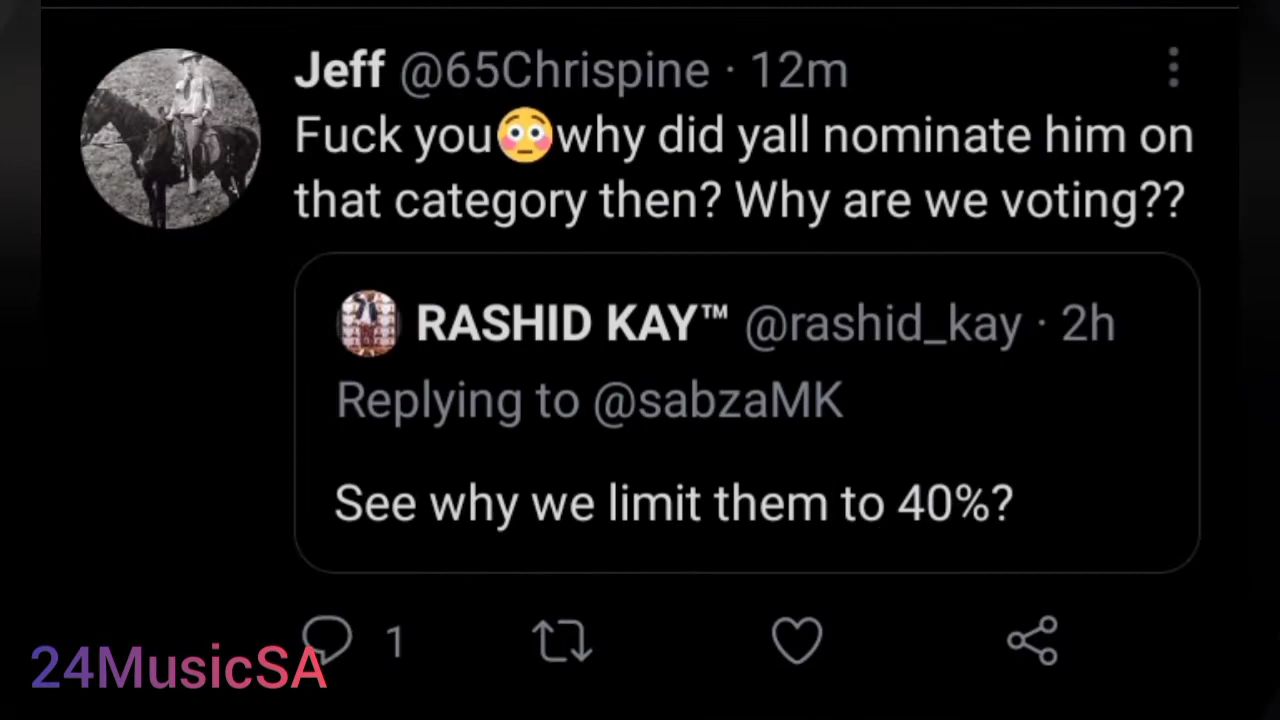 Jeff @65Chrispine · 12m
Fuck you😳why did yall nominate him on
that category then? Why are we voting??
RASHID KAY™ @rashid_kay · 2h
Replying to @sabzaMK
See why we limit them to 40%?
1
24MusicSA